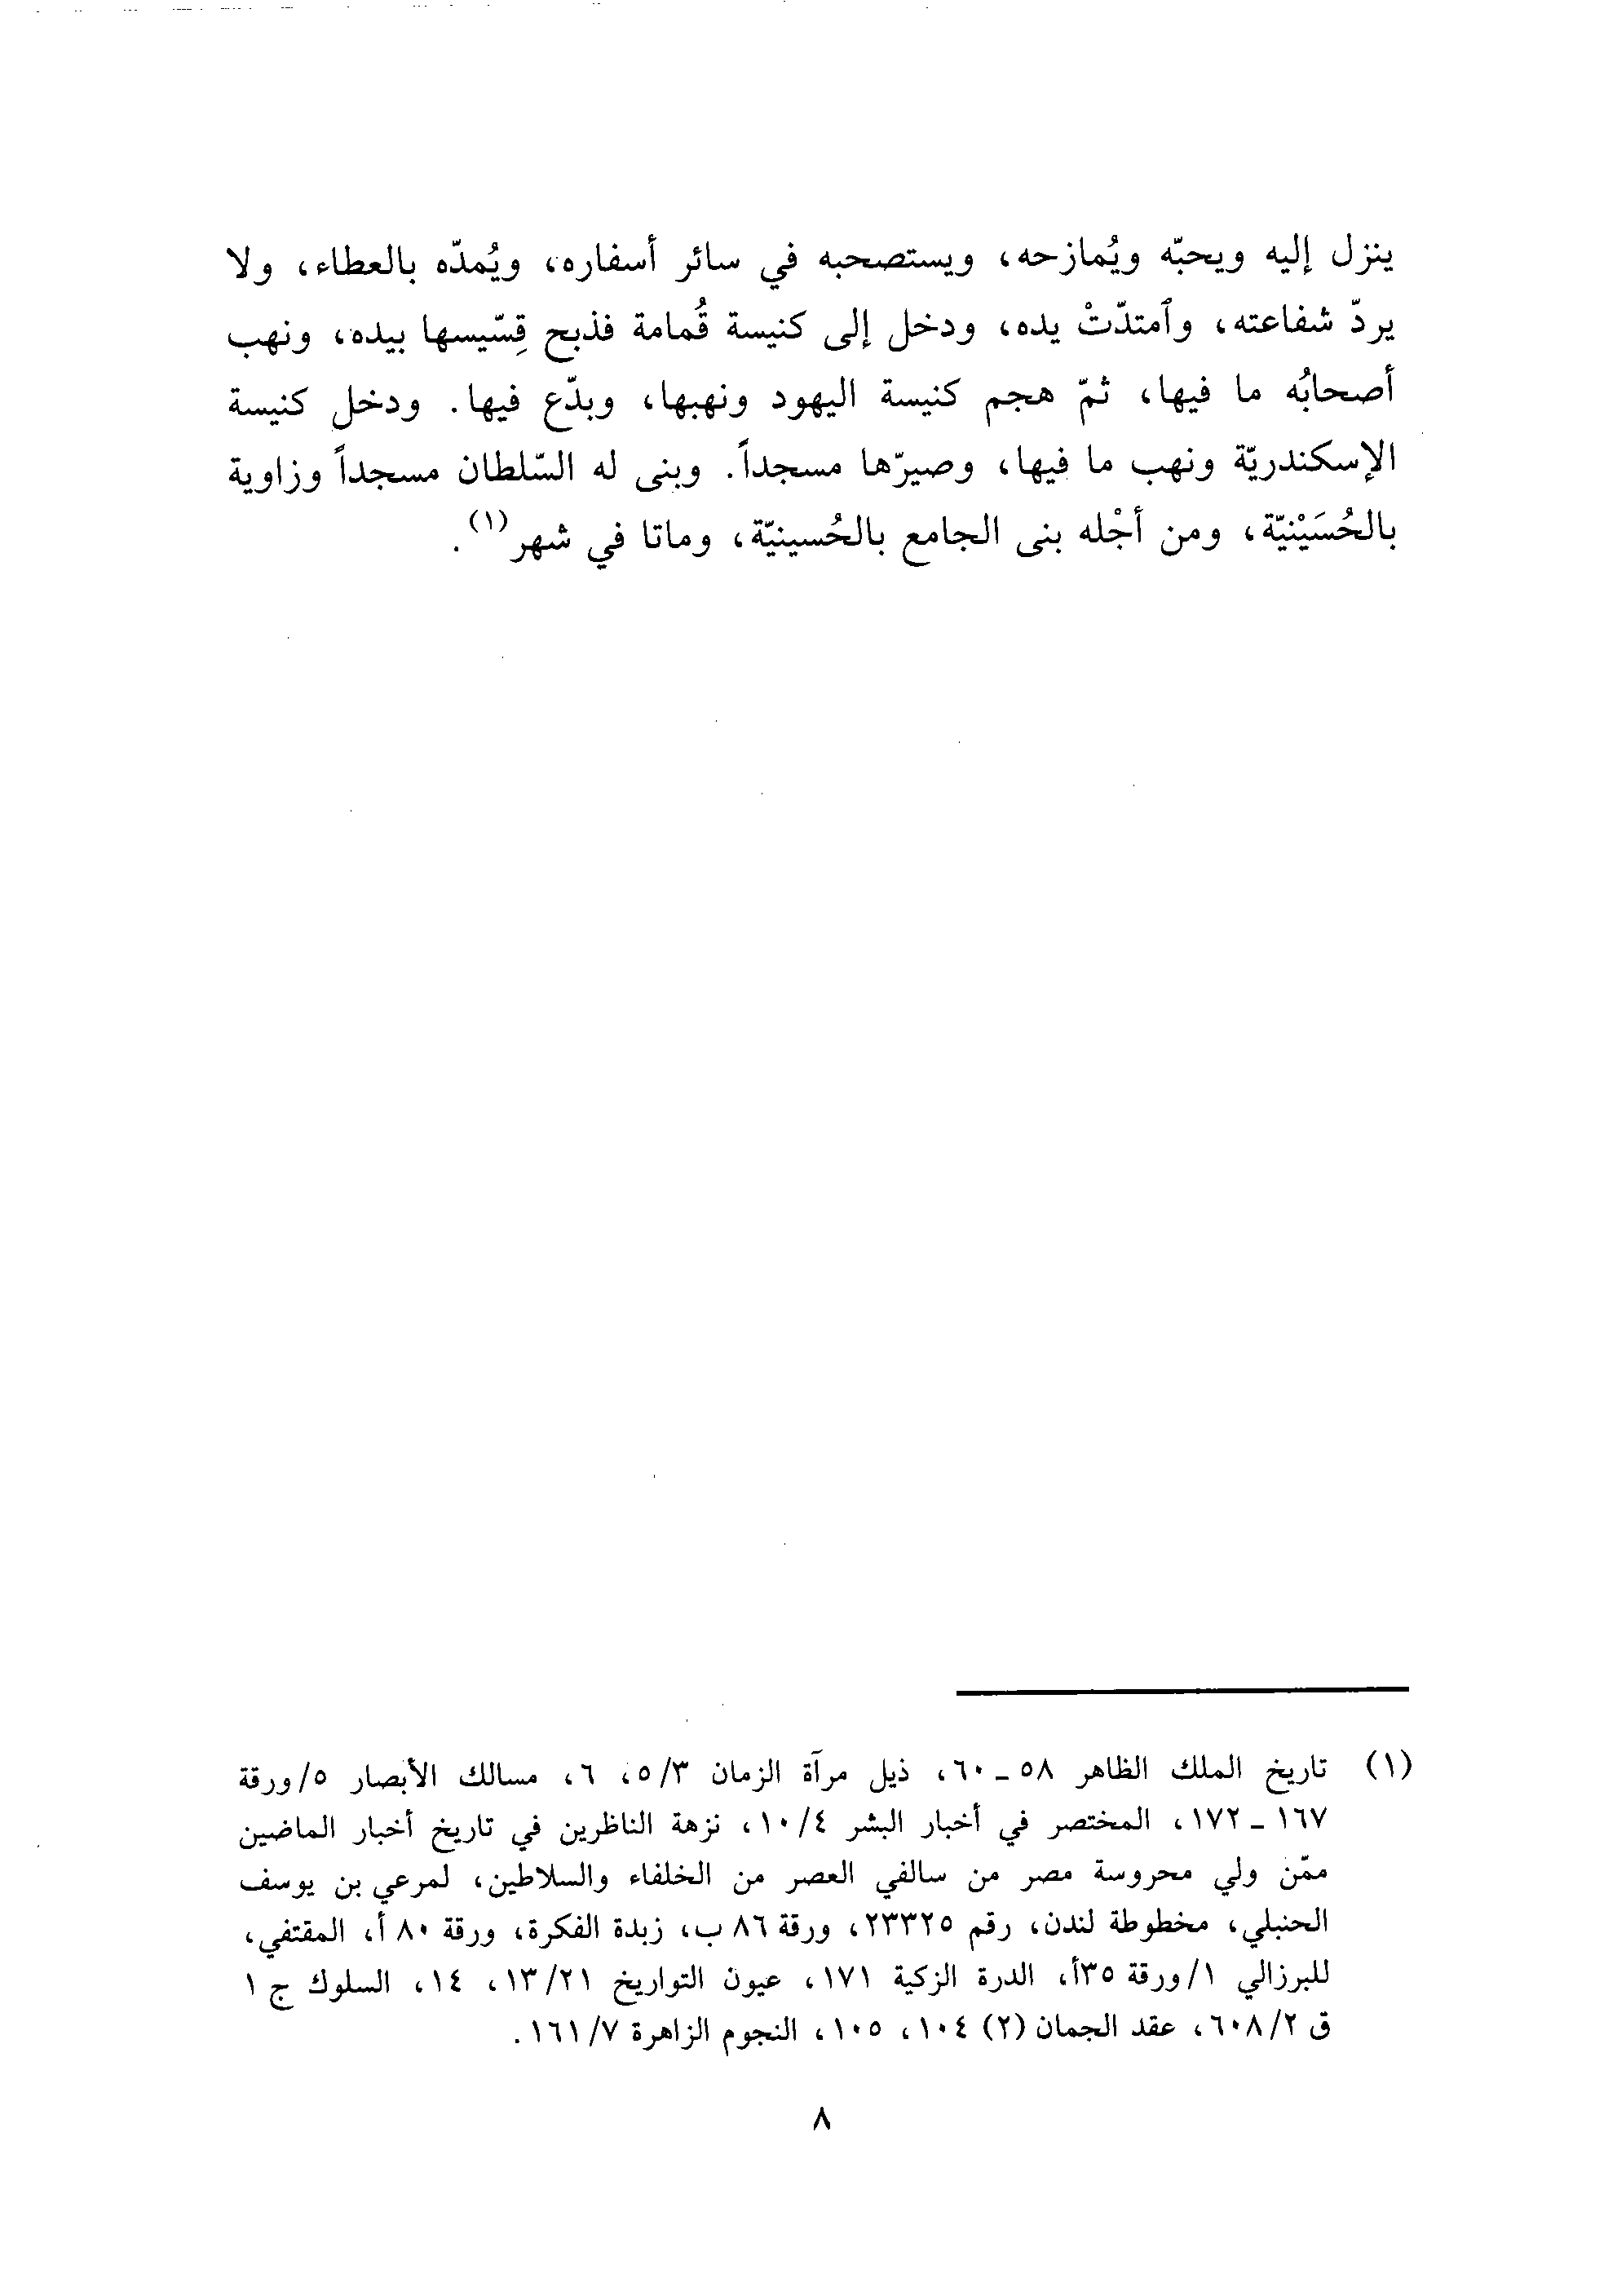 ينزل إليه ويحبّه ويُمازحه، ويستصحبه في سائر أسفاره، ويُمدّه بالعطاء، ولا
يردّ شفاعته، وٱمتدّتْ يده، ودخل إلى كنيسة قُمامة فذبح قِسّيسها بيده، ونهب
أصحابُه ما فيها، ثمّ هجم كنيسة اليهود ونهبها، وبدّع فيها. ودخل كنيسة
الإسكندريّة ونهب ما فيها، وصيرّها مسجداً. وبنى له السّلطان مسجداً وزاوية
بالحُسَيْنيّة، ومن أجْله بنى الجامع بالحُسينيّة، وماتا في شهر(١).
(١) تاريخ الملك الظاهر ٥٨ ـ ٦٠، ذيل مرآة الزمان ٥/٣، ٦، مسالك الأبصار ٥/ورقة
١٦٧ ـ ١٧٢، المختصر في أخبار البشر ١٠/٤، نزهة الناظرين في تاريخ أخبار الماضين
ممّن ولي محروسة مصر من سالفي العصر من الخلفاء والسلاطين، لمرعي بن يوسف
الحنبلي، مخطوطة لندن، رقم ٢٣٣٢٥، ورقة ٨٦ ب، زبدة الفكرة، ورقة ٨٠ أ، المقتفي،
للبرزالي ١/ورقة ٣٥أ، الدرة الزكية ١٧١، عيون التواريخ ١٣/٢١، ١٤، السلوك ج ١
ق ٦٠٨/٢، عقد الجمان (٢) ١٠٤، ١٠٥، النجوم الزاهرة ١٦١/٧.
٨